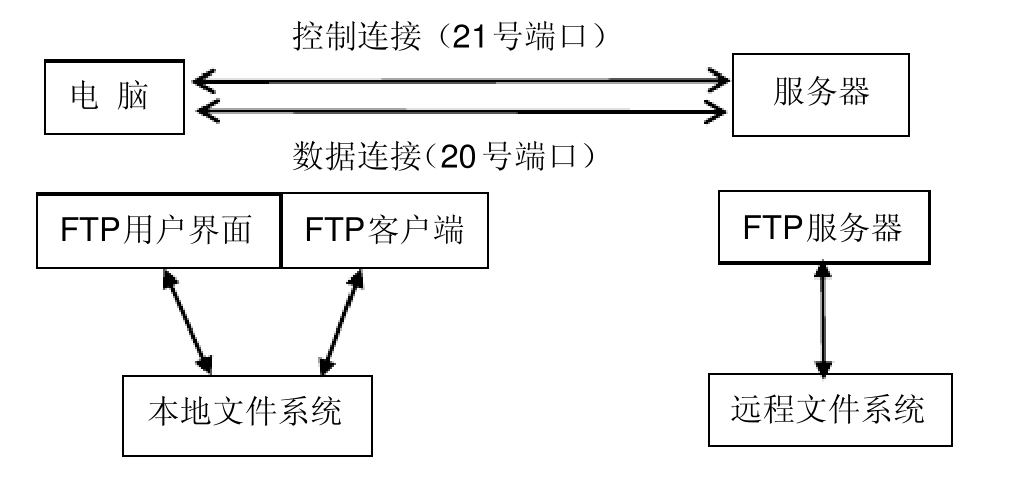 控制连接（21号端口）
电 脑
服务器
数据连接（20号端口）
FTP用户界面
FTP客户端
FTP服务器
本地文件系统
远程文件系统